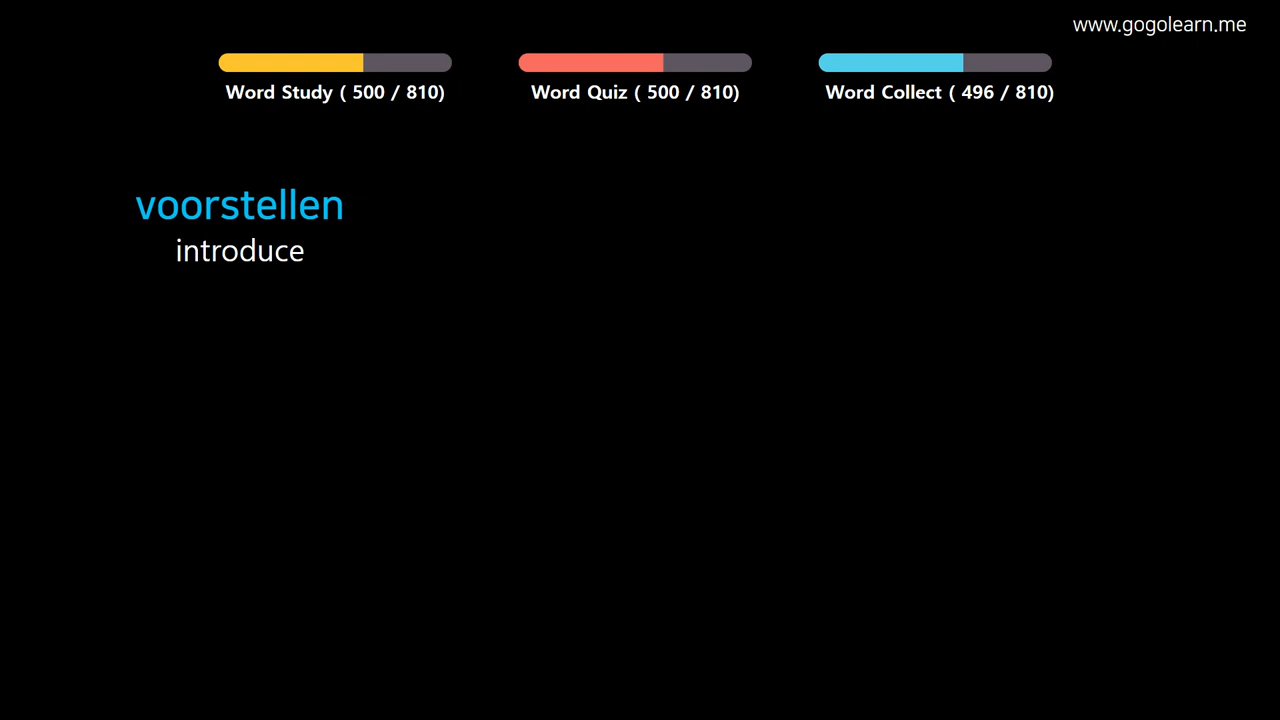 www.gogolearn.me
Word Study ( 500 / 810)
Word Quiz ( 500 / 810)
Word Collect ( 496 / 810)
voorstellen
introduce